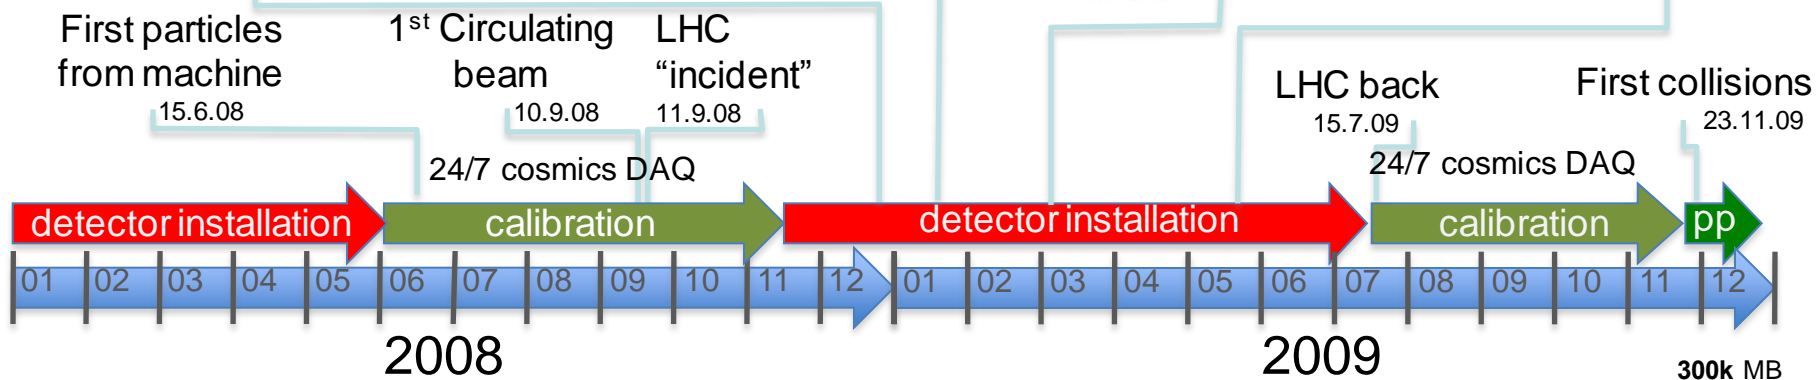 First particles
from machine
15.6.08
1st Circulating
beam
10.9.08
LHC
“incident”
11.9.08
LHC back
15.7.09
First collisions
23.11.09
24/7 cosmics DAQ
24/7 cosmics DAQ
detector installation
calibration
detector installation
calibration
pp
01 02 03 04 05 06 07 08 09 10 11 12 01 02 03 04 05 06 07 08 09 10 11 12
2008
2009
300k MB